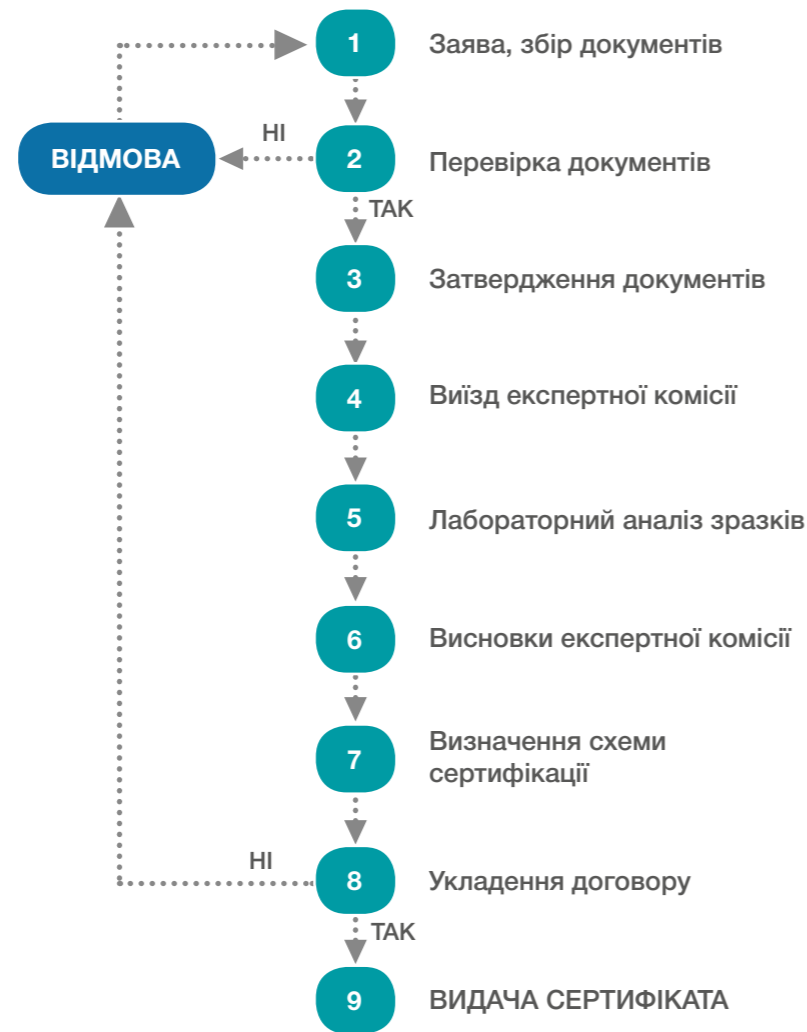 1 Заява, збір документів
НІ
ВІДМОВА 2 Перевірка документів
ТАК
3 Затвердження документів
4 Виїзд експертної комісії
5 Лабораторний аналіз зразків
6 Висновки експертної комісії
7 Визначення схеми
сертифікації
НІ
8 Укладення договору
ТАК
9 ВИДАЧА СЕРТИФІКАТА